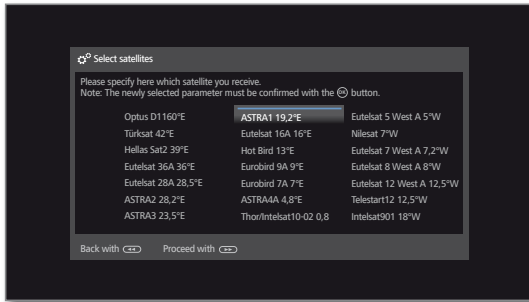 Select satellites
Please specify here which satellite you receive.
Note: The newly selected parameter must be confirmed with the OK button.
Optus D1160°E ASTRA1 19,2°E Eutelsat 5 West A 5°W
Türksat 42°E Eutelsat 16A 16°E Nilesat 7°W
Hellas Sat2 39°E Hot Bird 13°E Eutelsat 7 West A 7,2°W
Eutelsat 36A 36°E Eurobird 9A 9°E Eutelsat 8 West A 8°W
Eutelsat 28A 28,5°E Eurobird 7A 7°E Eutelsat 12 West A 12,5°W
ASTRA2 28,2°E ASTRA4A 4,8°E Telestart12 12,5°W
ASTRA3 23,5°E Thor/Intelsat10-02 0,8 Intelsat901 18°W
Back with Proceed with